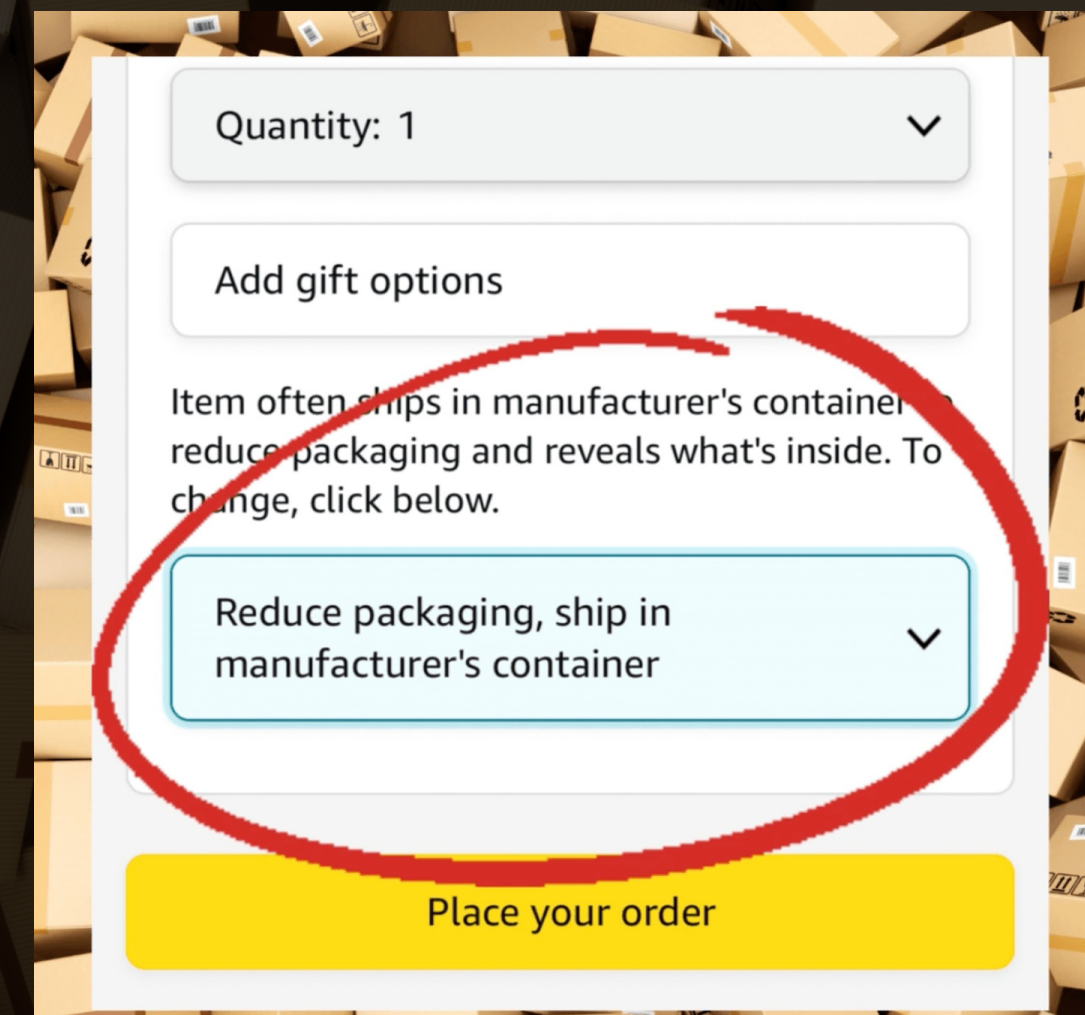 Quantity: 1
Add gift options
Item often ships in manufacturer's container
reduce packaging and reveals what's inside. To
change, click below.
Reduce packaging, ship in
manufacturer's container
Place your order